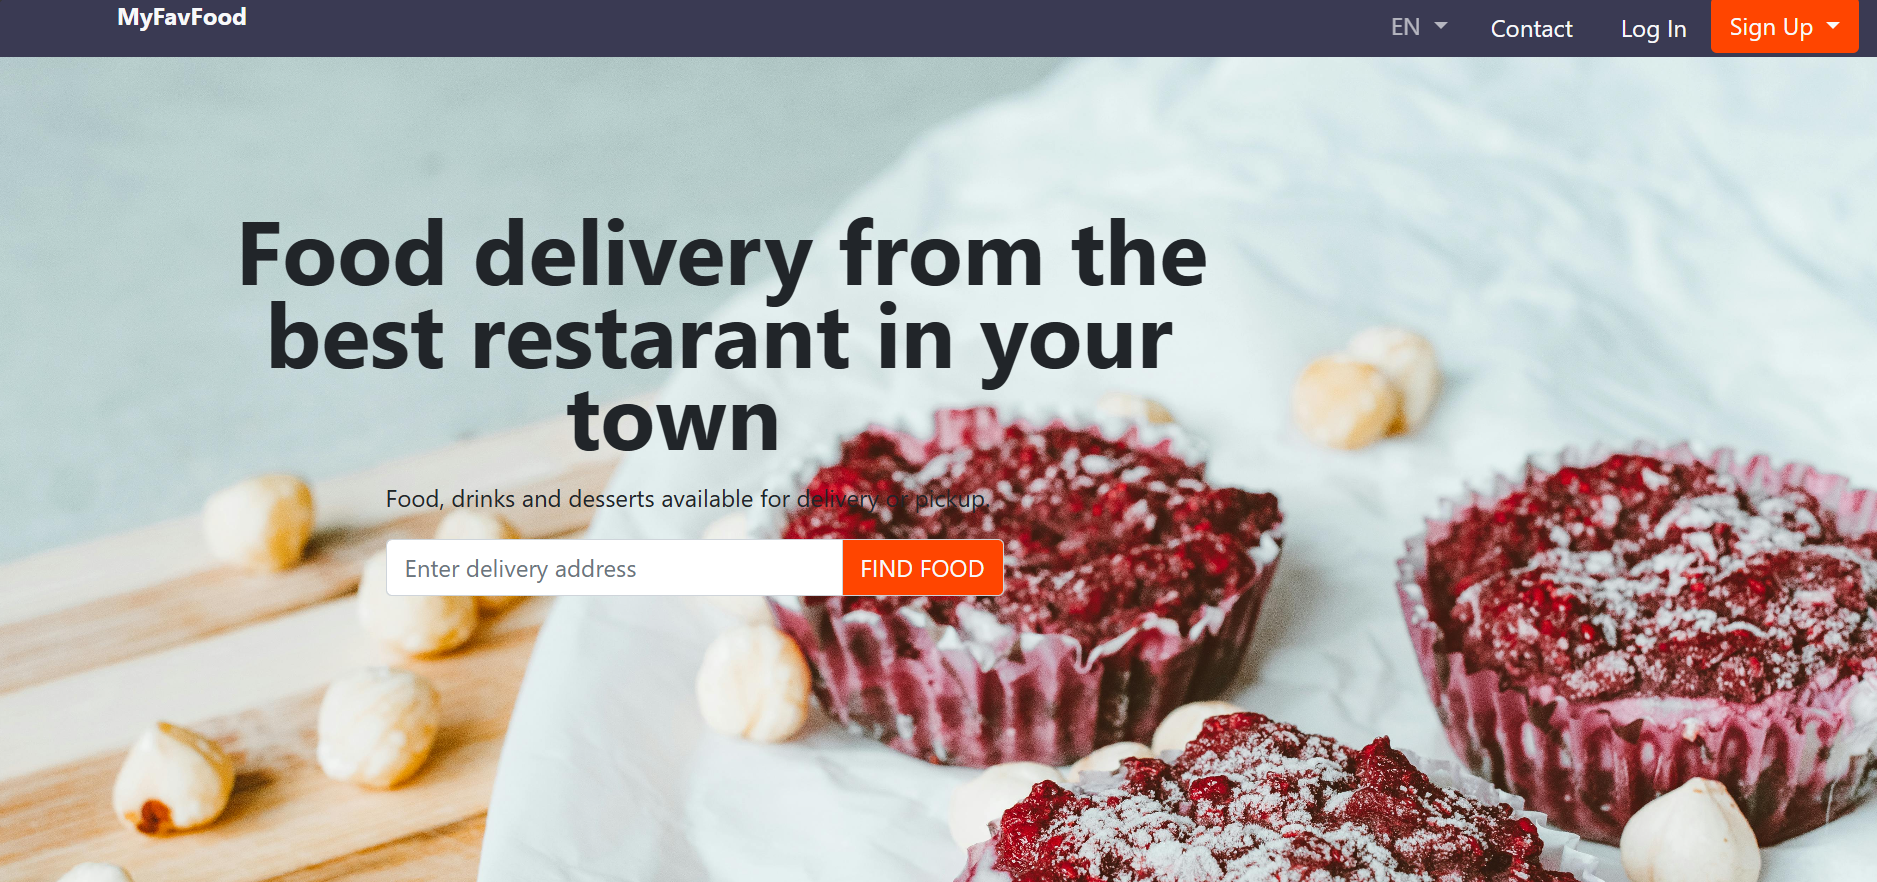 MyFavFood
EN
Contact
Log In
Sign Up
Food delivery from the
best restarant in your
town
Food, drinks and desserts available for delivery or pickup.
Enter delivery address
FIND FOOD